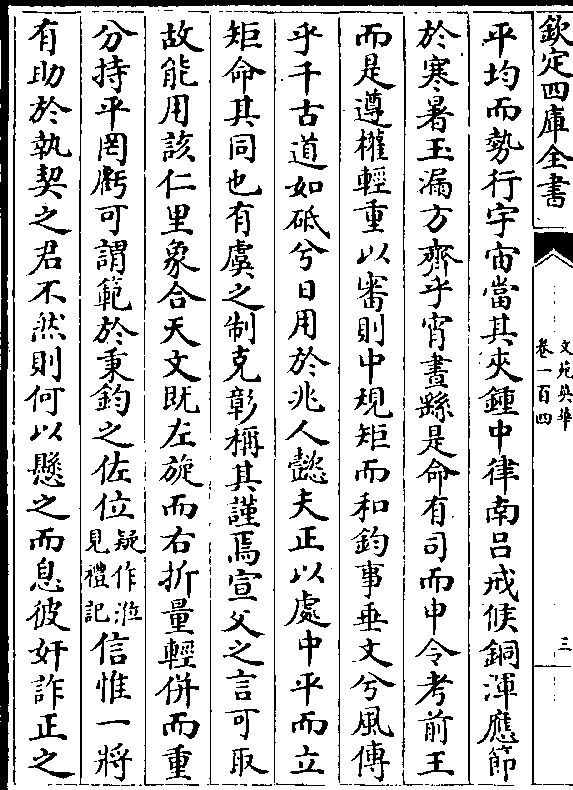 欽定四庫全書
文苑英華
卷一百四
三
平均而勢行宇宙當其夾鍾中律南呂戒候銅渾應節
於寒暑玉漏方齊乎宵晝繇是命有司而申令考前王
而是遵權輕重以審則中規矩而和鈞事垂文兮風傳
乎千古道如砥兮日用於兆人懿夫正以處中平而立
矩命其同也有虞之制克彰稱其謹焉宣父之言可取
故能用該仁里象合天文既左旋而右折量輕併而重
分持平罔虧可謂範於秉鈞之佐位疑作涖見禮記信惟一將
有助於執契之君不然則何以懸之而息彼奸詐正之